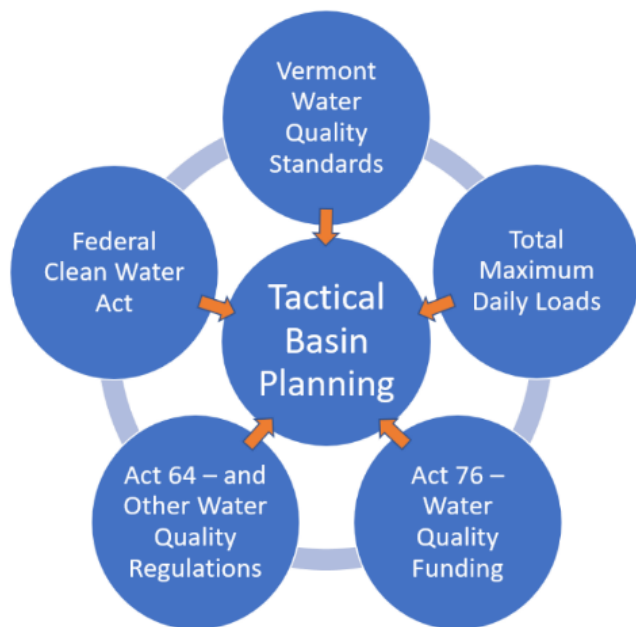 Vermont
Water
Quality
Standards
Federal
Clean Water
Act
Total
Maximum
Daily Loads
Tactical
Basin
Planning
Act 64 – and
Other Water
Quality
Regulations
Act 76 –
Water
Quality
Funding